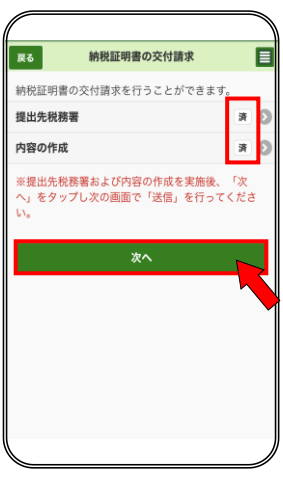 戻る 納税証明書の交付請求
納税証明書の交付請求を行うことができます。
提出先税務署 済
内容の作成 済
※提出先税務署および内容の作成を実施後、「次
へ」をタップし次の画面で「送信」を行ってくださ
い。
次へ